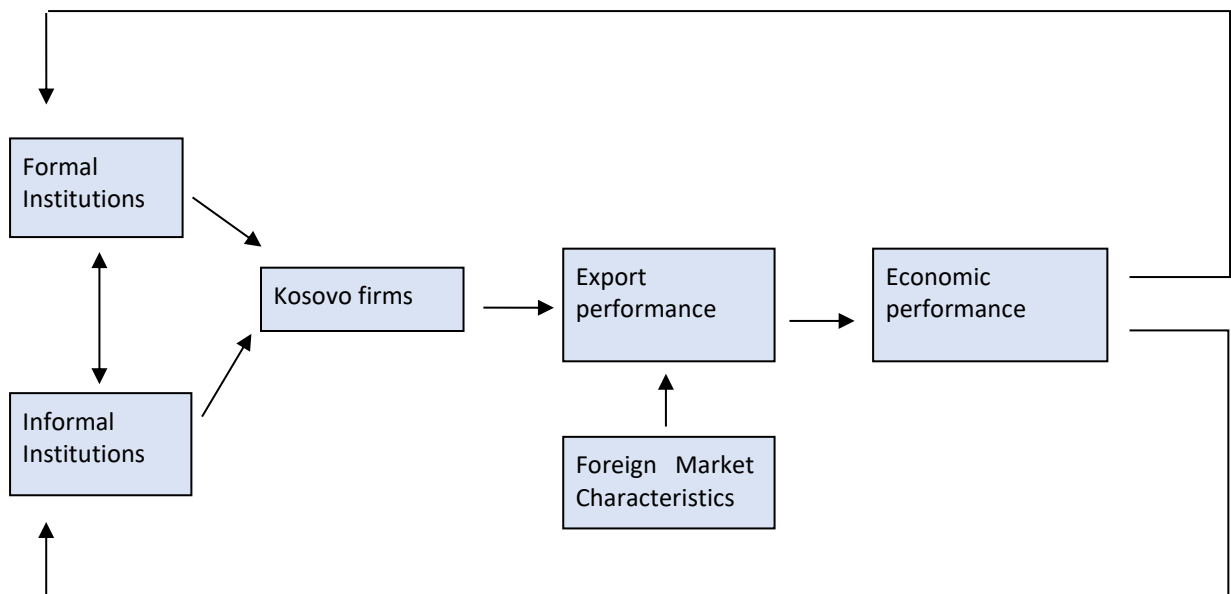 Formal
Institutions
Kosovo firms
Export
performance
Economic
performance
Informal
Institutions
Foreign Market
Characteristics